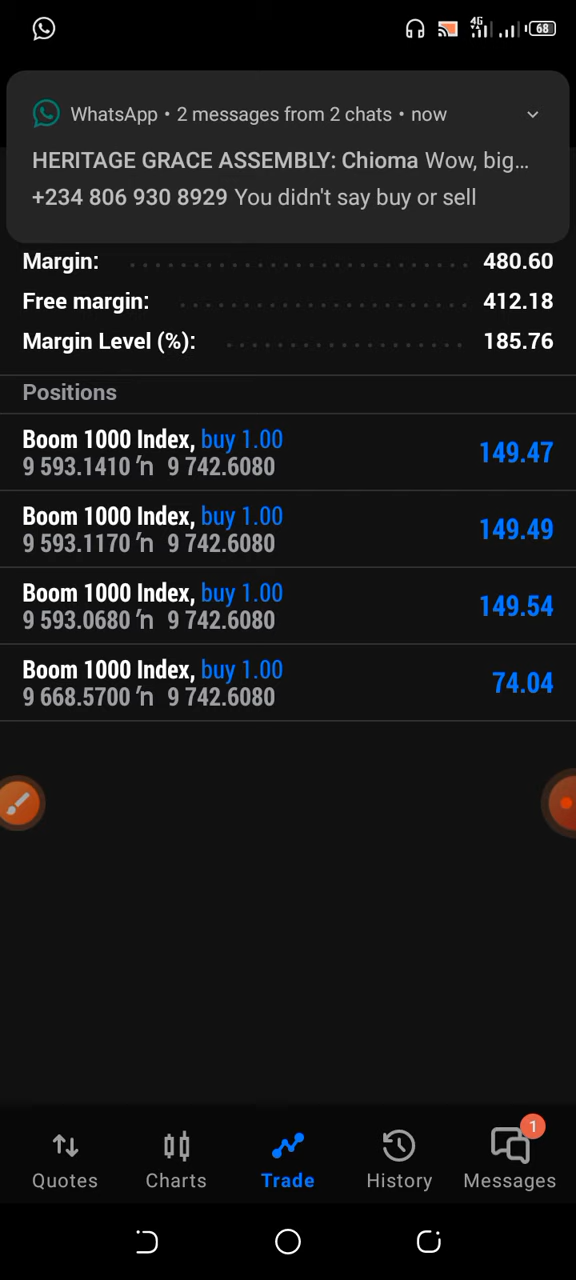 4G
68
WhatsApp • 2 messages from 2 chats • now
HERITAGE GRACE ASSEMBLY: Chioma Wow, big...
+234 806 930 8929 You didn't say buy or sell
Margin: 480.60
Free margin: 412.18
Margin Level (%): 185.76
Positions
Boom 1000 Index, buy 1.00
9 593.1410 ’n 9 742.6080 149.47
Boom 1000 Index, buy 1.00
9 593.1170 ’n 9 742.6080 149.49
Boom 1000 Index, buy 1.00
9 593.0680 ’n 9 742.6080 149.54
Boom 1000 Index, buy 1.00
9 668.5700 ’n 9 742.6080 74.04
1
Quotes Charts Trade History Messages